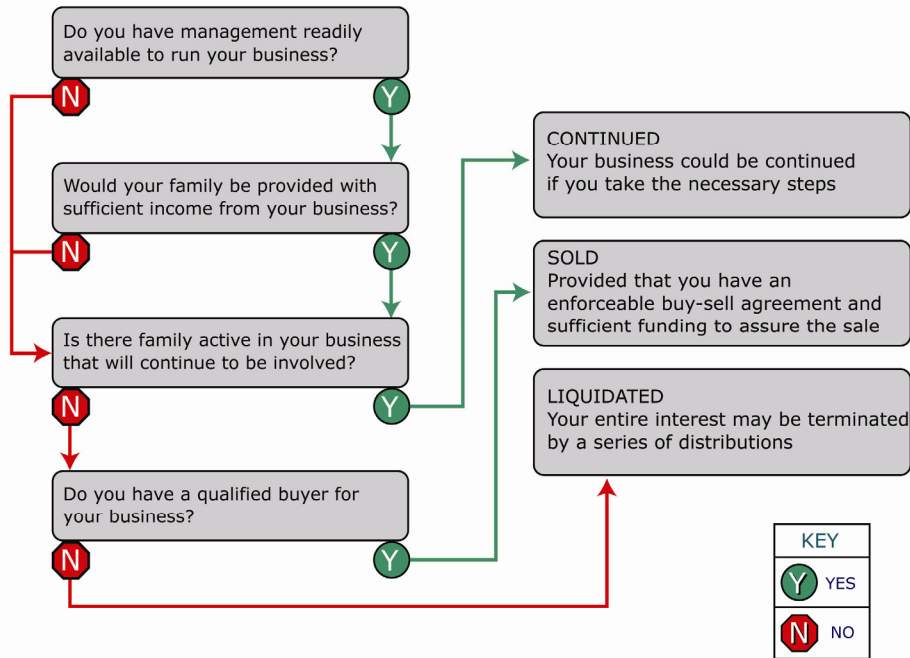 Do you have management readily
available to run your business?
N
Y
Would your family be provided with
sufficient income from your business?
N
Y
Is there family active in your business
that will continue to be involved?
N
Y
Do you have a qualified buyer for
your business?
N
Y
CONTINUED
Your business could be continued
if you take the necessary steps
SOLD
Provided that you have an
enforceable buy-sell agreement and
sufficient funding to assure the sale
LIQUIDATED
Your entire interest may be terminated
by a series of distributions
KEY
Y YES
N NO